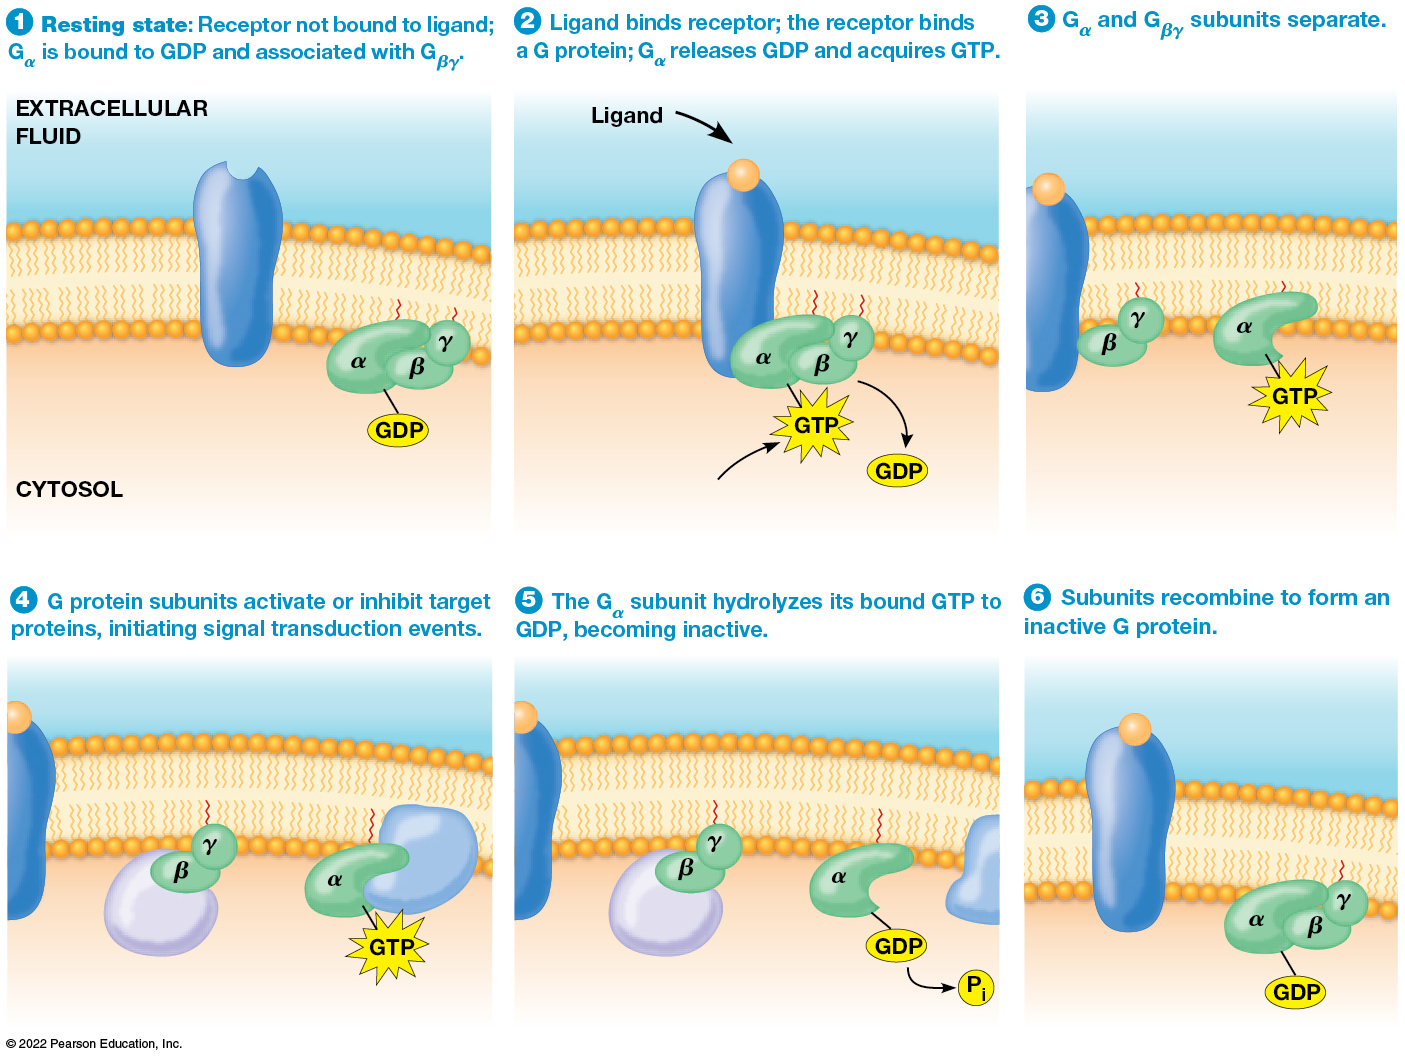 1 Resting state: Receptor not bound to ligand;
Gα is bound to GDP and associated with Gβγ.
EXTRACELLULAR
FLUID
α
β
γ
GDP
CYTOSOL
2 Ligand binds receptor; the receptor binds
a G protein; Gα releases GDP and acquires GTP.
Ligand
α
β
γ
GTP
GDP
3 Gα and Gβγ subunits separate.
γ
β
α
GTP
4 G protein subunits activate or inhibit target
proteins, initiating signal transduction events.
γ
β
α
GTP
5 The Gα subunit hydrolyzes its bound GTP to
GDP, becoming inactive.
γ
β
α
GDP
Pi
6 Subunits recombine to form an
inactive G protein.
α
β
γ
GDP
© 2022 Pearson Education, Inc.